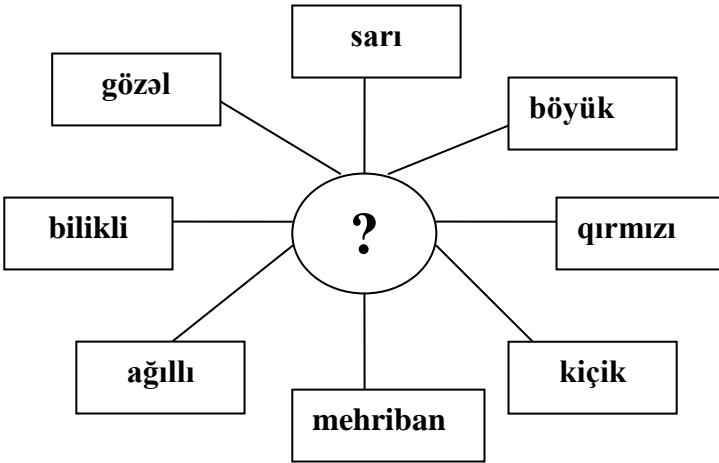 sarı
gözəl
böyük
bilikli
?
qırmızı
ağıllı
kiçik
mehriban